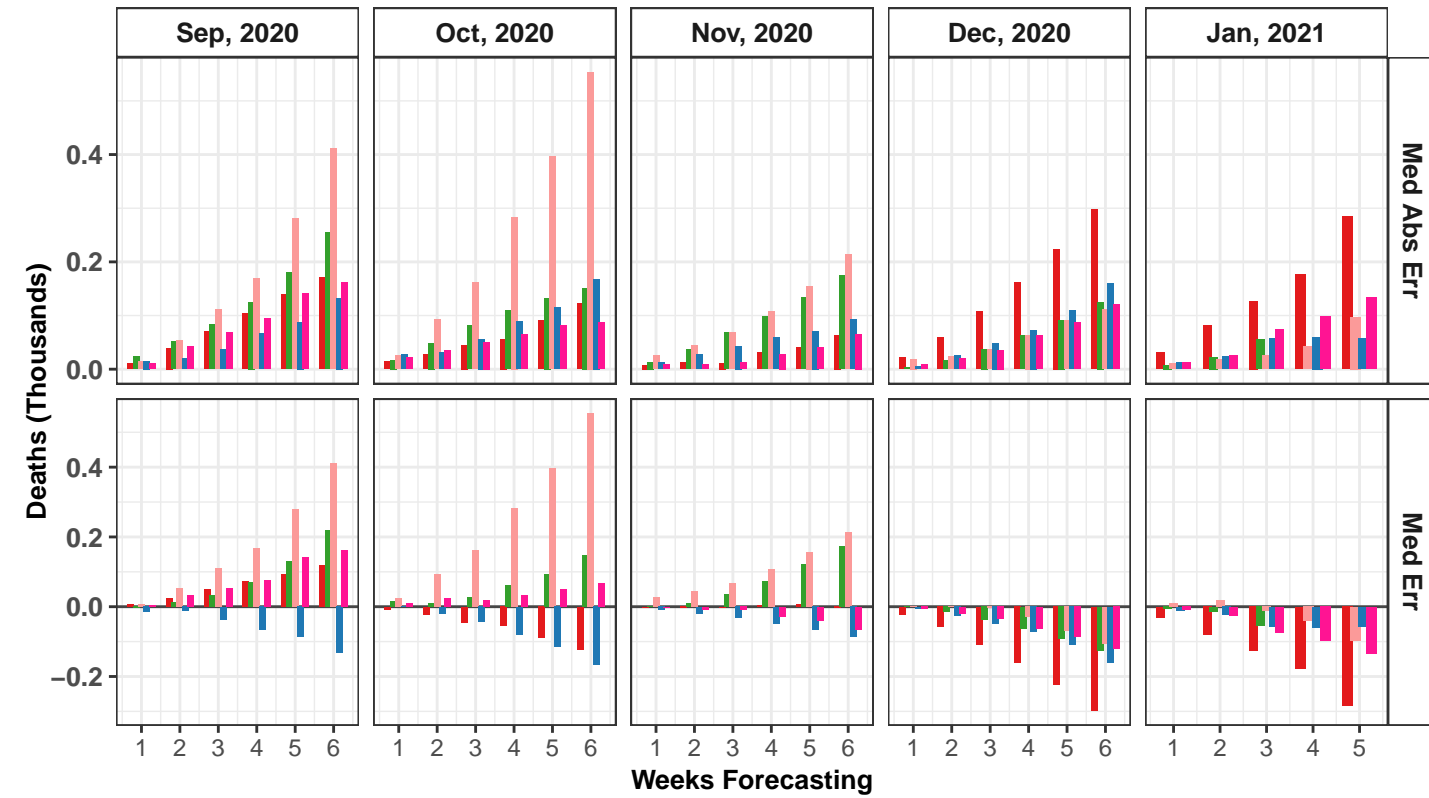 Sep, 2020
Oct, 2020
Nov, 2020
Dec, 2020
Jan, 2021
0.4
0.2
0.0
Med Abs Err
0.4
0.2
0.0
−0.2
Med Err
Deaths (Thousands)
1 2 3 4 5 6
1 2 3 4 5 6
1 2 3 4 5 6
1 2 3 4 5 6
1 2 3 4 5
Weeks Forecasting